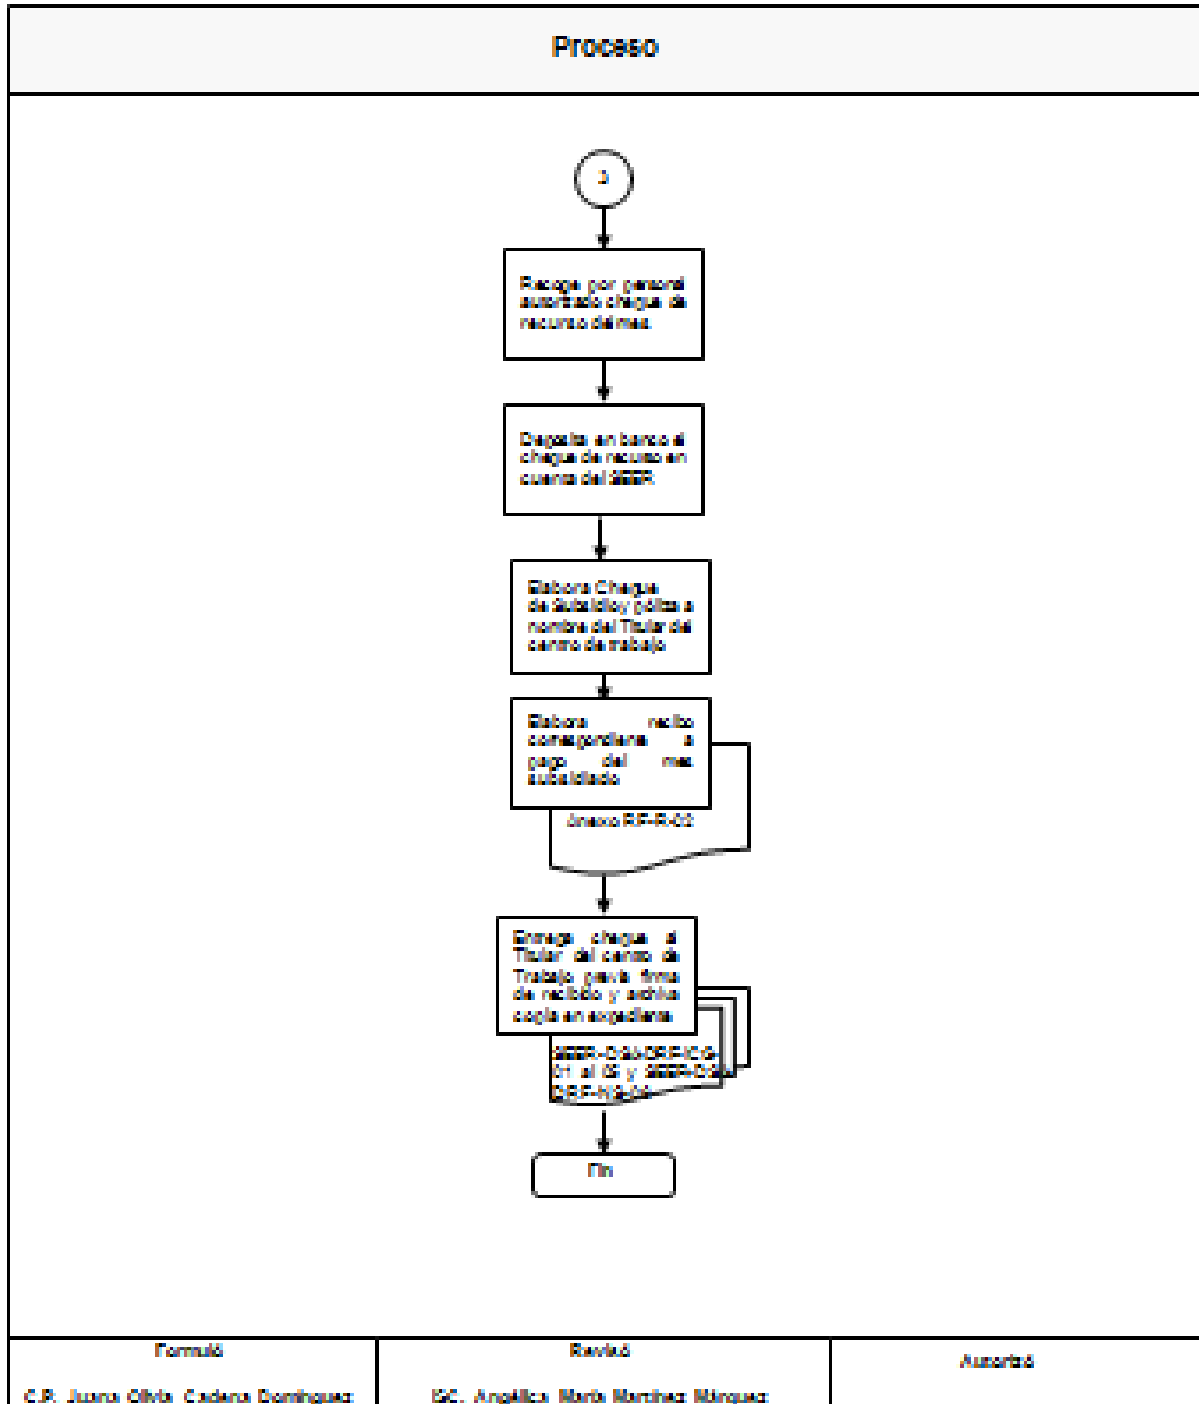 Proceso
3
Recoge por personal
autorizado cheque de
recurso del mes.
Deposita en banco el
cheque de recurso en
cuenta del SEER
Elabora Cheque
de Subsidio y póliza a
nombre del Titular del
centro de trabajo
Elabora recibo
correspondiente a
pago del mes
subsidiado
Anexo RF-R-02
Entrega cheque al
Titular del centro de
Trabajo previa firma
de recibido y archiva
copia en expediente
01 al 
Fin
Formuló
Revisó
Autorizó
C.P. Juana Olivia Cadena Domínguez
ISC. Angélica María Martínez Márquez